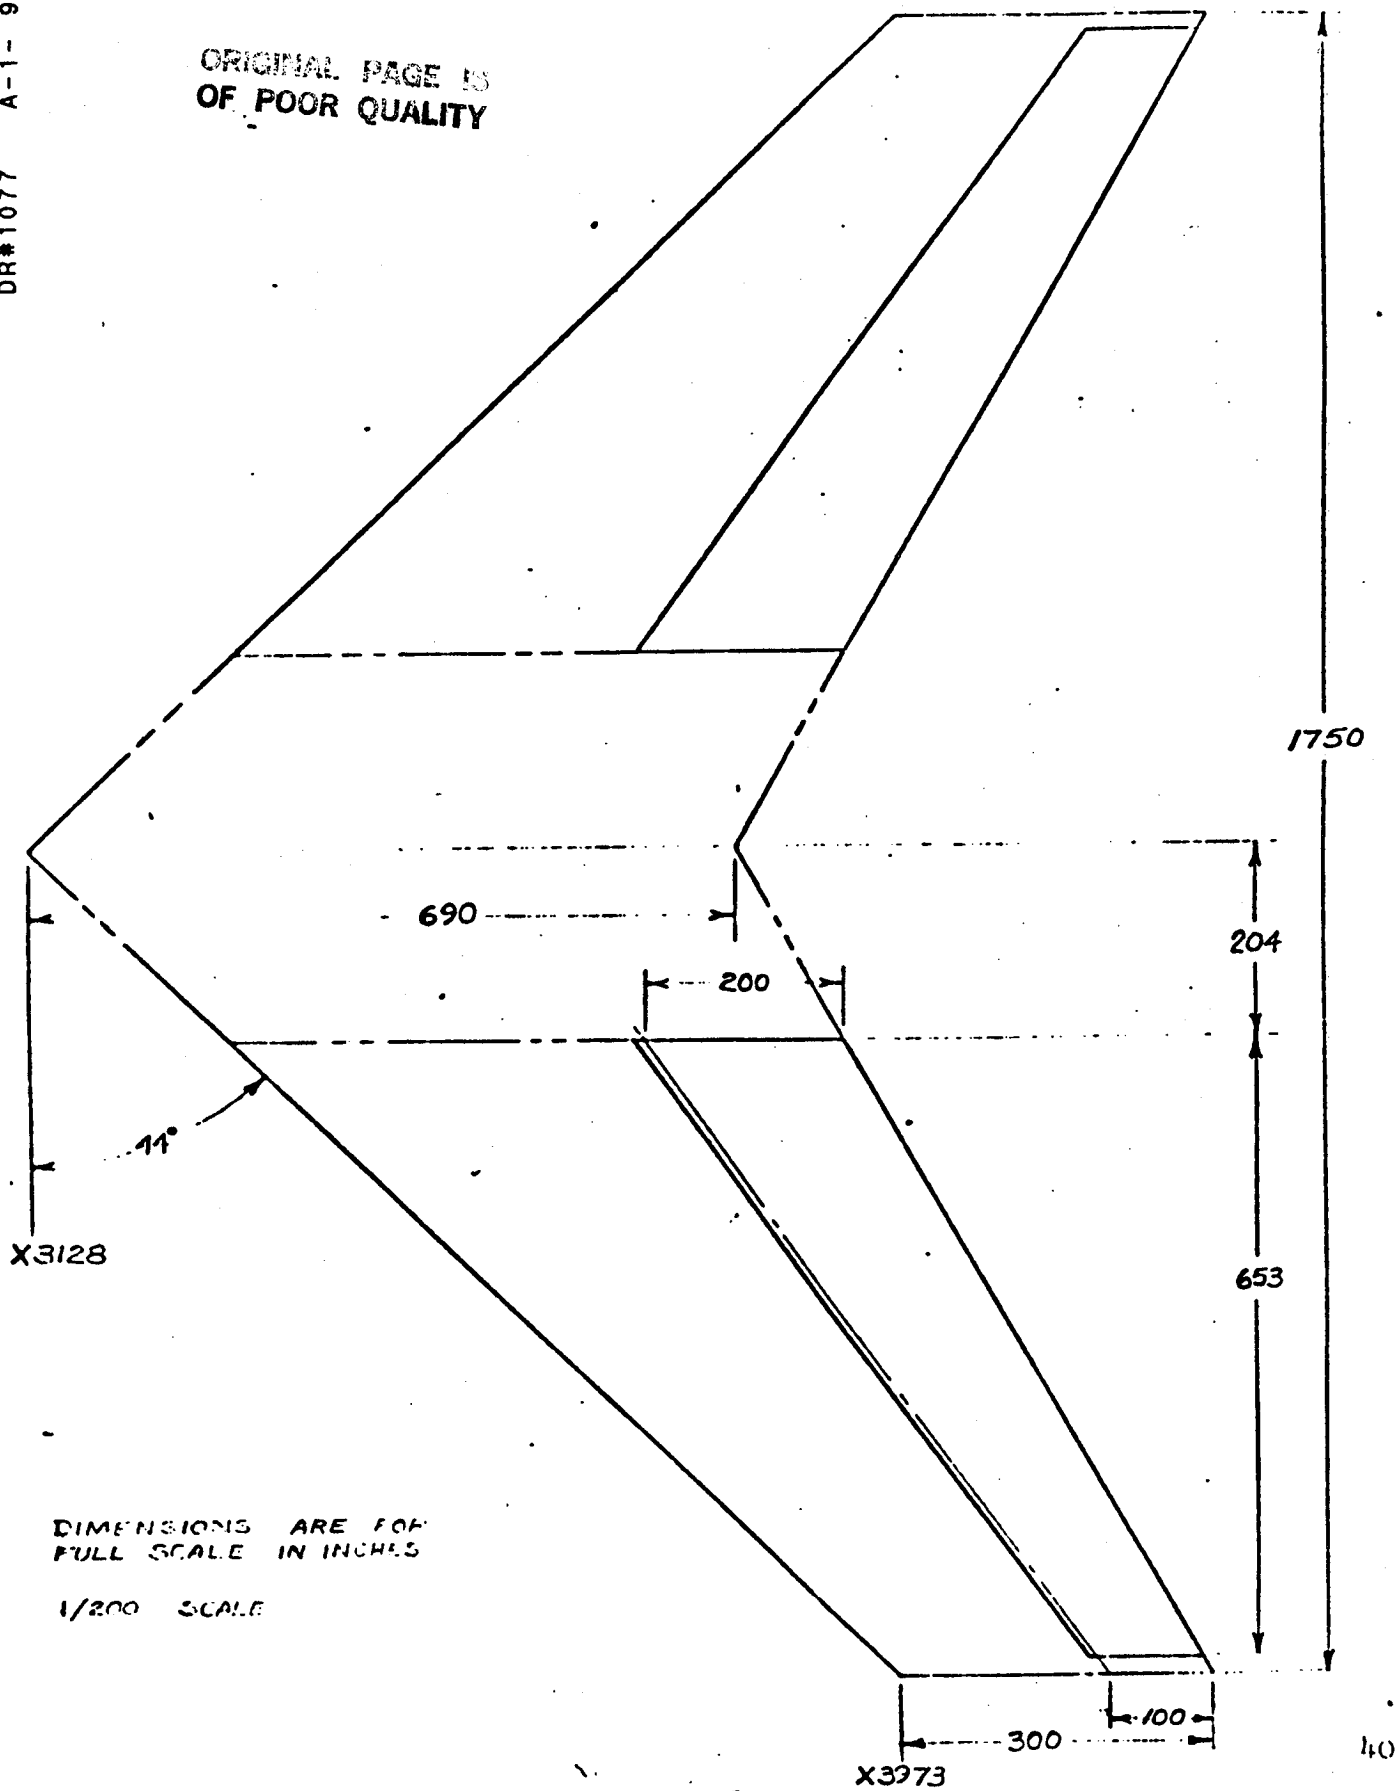 DR#1077 A-1-9
ORIGINAL PAGE IS
OF POOR QUALITY
1750
690
204
200
44°
X3128
653
DIMENSIONS ARE FOR
FULL SCALE IN INCHES
1/200 SCALE
100
300
X3973
40